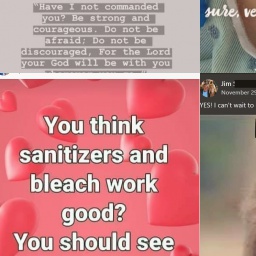 "Have I not commanded
you? Be strong and
courageous. Do not be
afraid; Do not be
discouraged, For the Lord
your God will be with you
sure, ve
Jim
November 29
YES! I can't wait to
You think
sanitizers and
bleach work
good?
You should see